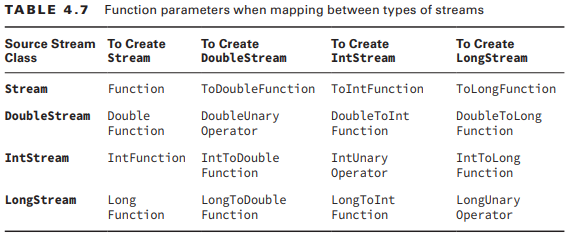 TABLE 4.7 Function parameters when mapping between types of streams
Source Stream To Create To Create To Create To Create
Class Stream DoubleStream IntStream LongStream
Stream Function ToDoubleFunction ToIntFunction ToLongFunction
DoubleStream Double DoubleUnary DoubleToInt DoubleToLong
Function Operator Function Function
IntStream IntFunction IntToDouble IntUnary IntToLong
Function Operator Function
LongStream Long LongToDouble LongToInt LongUnary
Function Function Function Operator